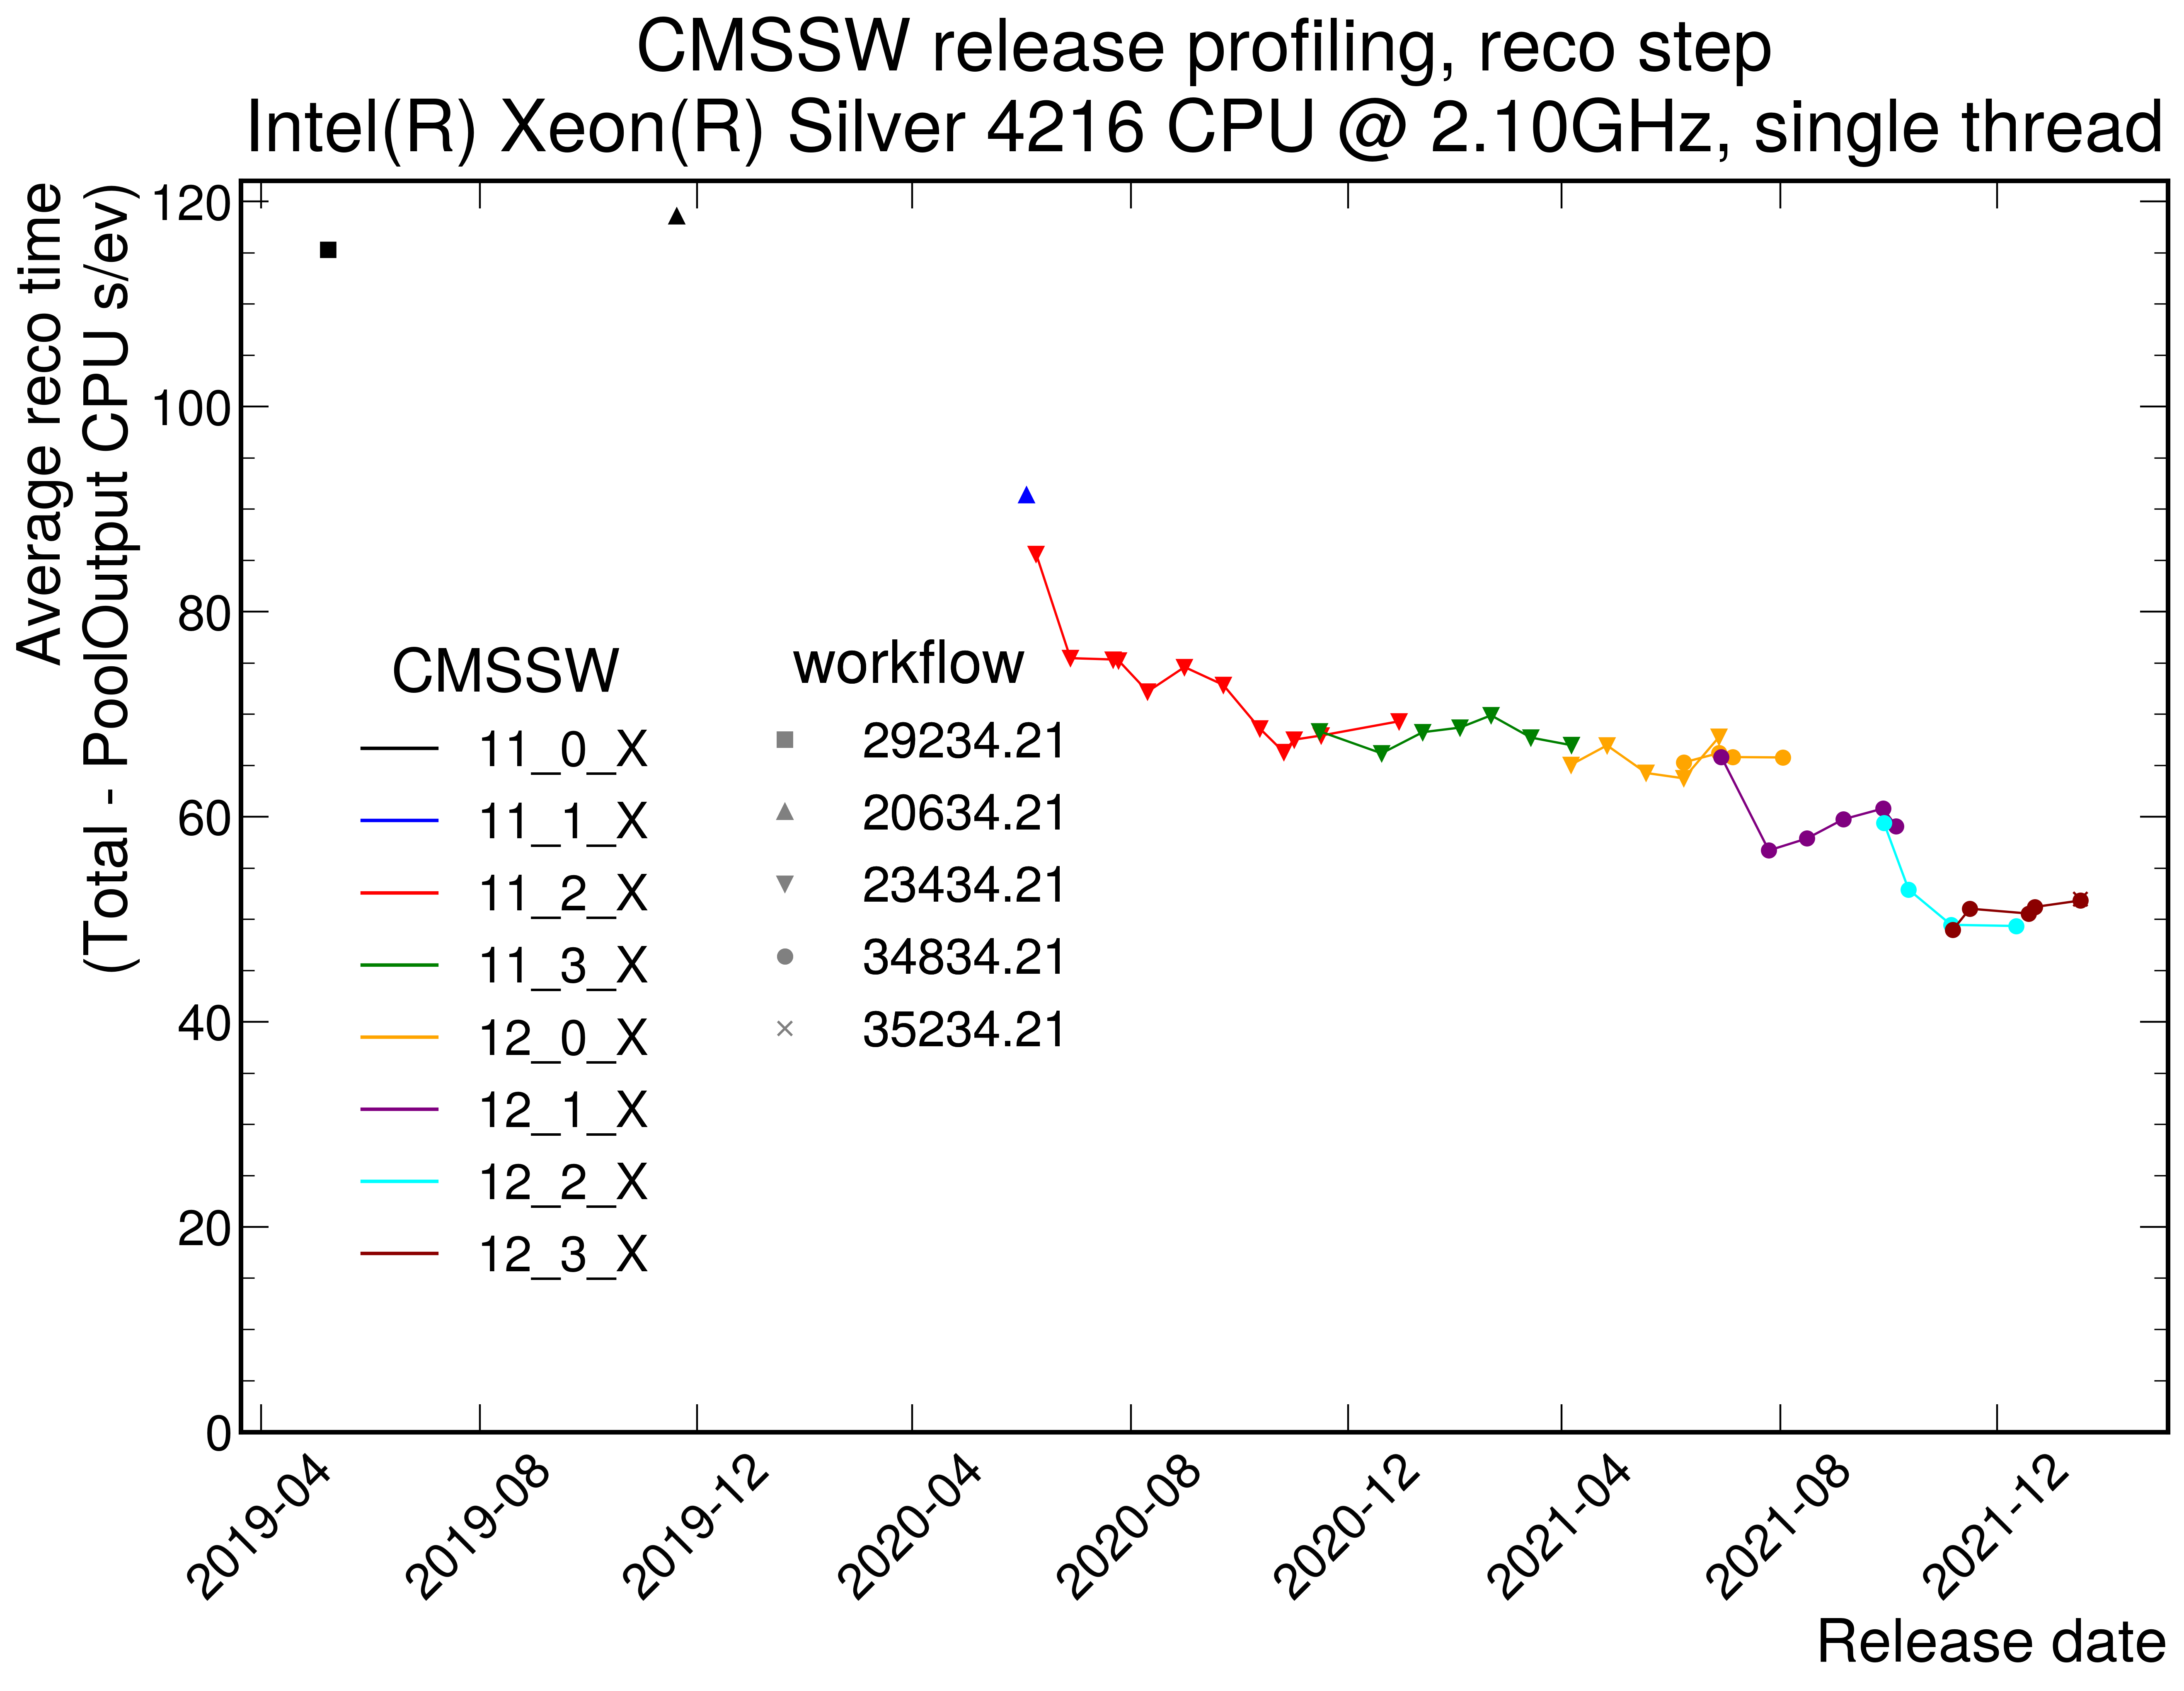 CMSSW release profiling, reco step
Intel(R) Xeon(R) Silver 4216 CPU @ 2.10GHz, single thread
Average reco time
(Total - PoolOutput CPU s/ev)
120
100
80
60
40
20
0
CMSSW
11_0_X
11_1_X
11_2_X
11_3_X
12_0_X
12_1_X
12_2_X
12_3_X
workflow
29234.21
20634.21
23434.21
34834.21
35234.21
2019-04
2019-08
2019-12
2020-04
2020-08
2020-12
2021-04
2021-08
2021-12
Release date